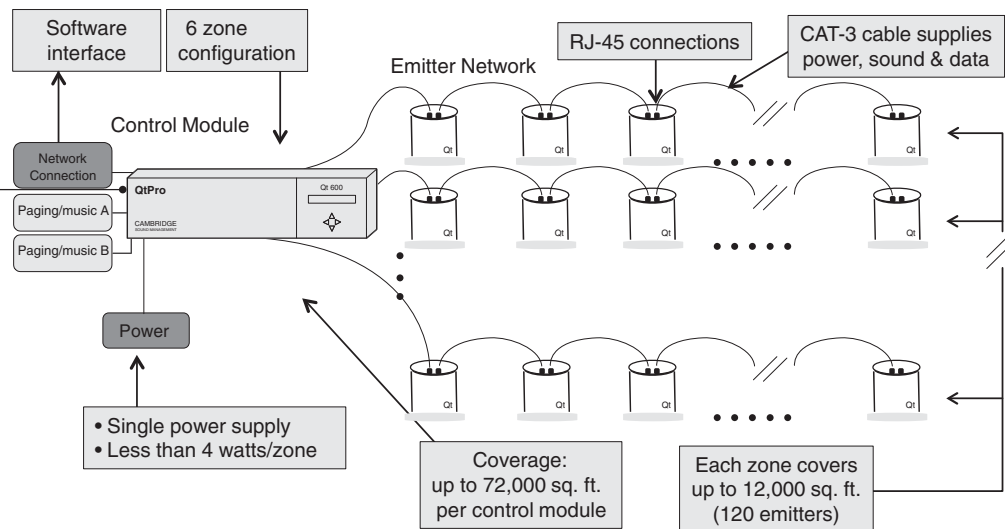 Software
interface
6 zone
configuration
RJ-45 connections
CAT-3 cable supplies
power, sound & data
Emitter Network
Control Module
Network
Connection
Paging/music A
Paging/music B
QtPro
Qt 600
CAMBRIDGE
SOUND MANAGEMENT
Qt
Qt
Qt
Qt
Qt
Qt
Qt
Qt
Power
Qt
Qt
Qt
Qt
• Single power supply
• Less than 4 watts/zone
Coverage:
up to 72,000 sq. ft.
per control module
Each zone covers
up to 12,000 sq. ft.
(120 emitters)